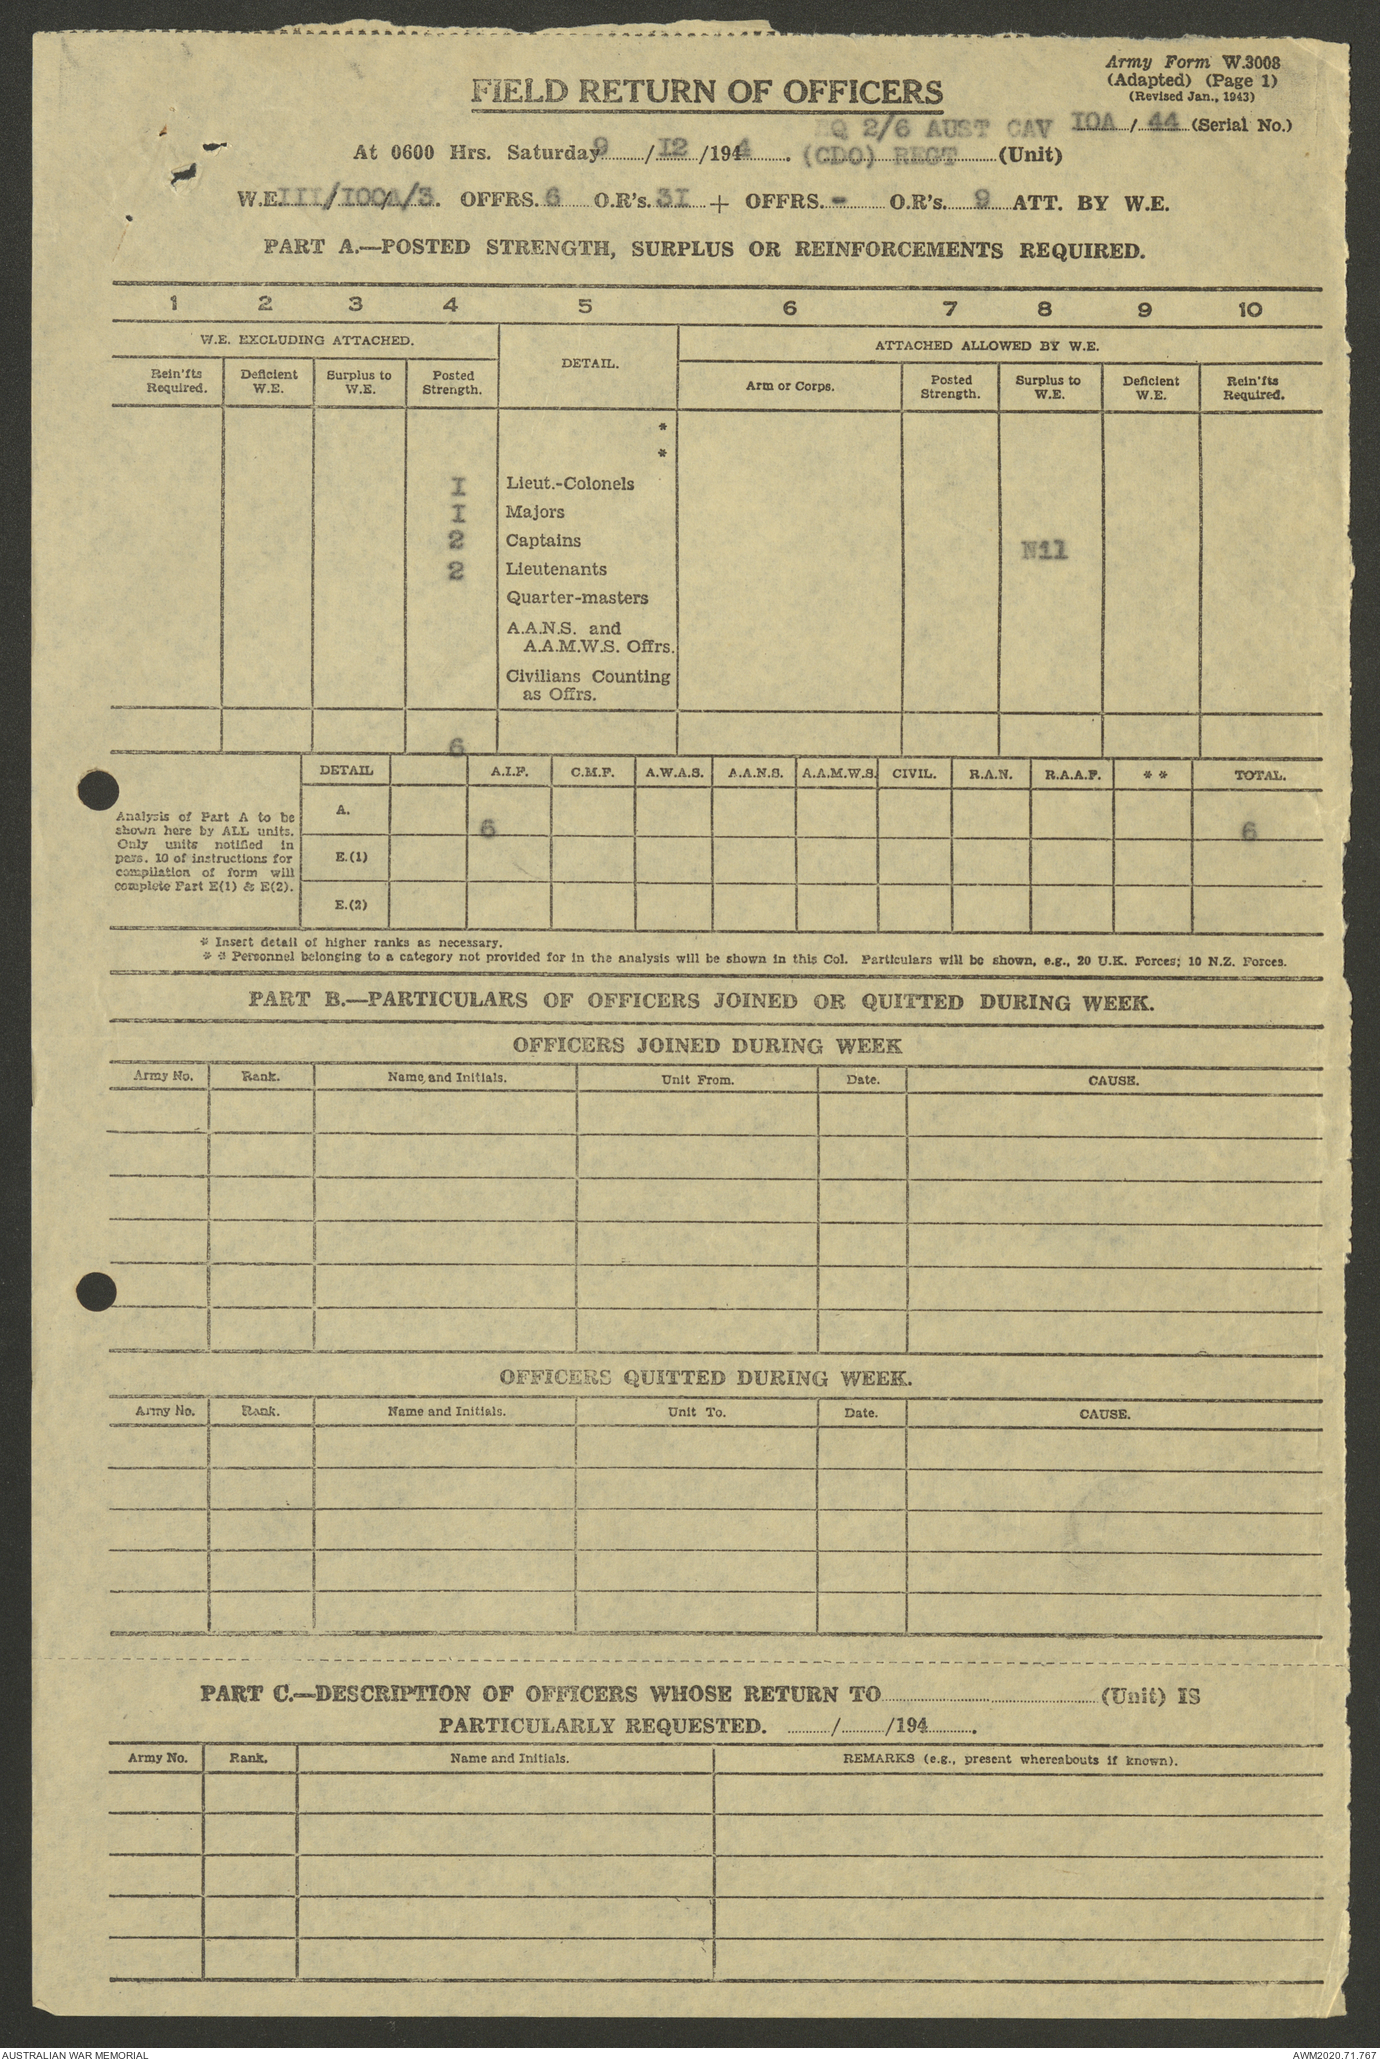 Army Form W.3008
(Adapted) (Page 1)
(Revised Jan., 1943)
FIELD RETURN OF OFFICERS
HQ 2/6 AUST CAV IOA / 44 (Serial No.)
At 0600 Hrs. Saturday 9 / I2 /1944. (CDO) REGT (Unit)
W.E. III/IOOA/3. OFFRS. 6 O.R's. 3I + OFFRS. - O.R's. 9 ATT. BY W.E.
PART A.—POSTED STRENGTH, SURPLUS OR REINFORCEMENTS REQUIRED.
1 2 3 4 5 6 7 8 9 10
W.E. EXCLUDING ATTACHED. DETAIL. ATTACHED ALLOWED BY W.E.
Rein'fts Required. Deficient W.E. Surplus to W.E. Posted Strength. Arm or Corps. Posted Strength. Surplus to W.E. Deficient W.E. Rein'fts Required.
*
*
I Lieut.-Colonels
I Majors
2 Captains Nil
2 Lieutenants
Quarter-masters
A.A.N.S. and
A.A.M.W.S. Offrs.
Civilians Counting
as Offrs.
6
DETAIL A.I.F. C.M.F. A.W.A.S. A.A.N.S. A.A.M.W.S. CIVIL. R.A.N. R.A.A.F. * * TOTAL.
Analysis of Part A to be
shown here by ALL units.
Only units notified in
para. 10 of instructions for
compilation of form will
complete Part E(1) & E(2).
A. 6 6
E.(1)
E.(2)
* Insert detail of higher ranks as necessary.
* * Personnel belonging to a category not provided for in the analysis will be shown in this Col. Particulars will be shown, e.g., 20 U.K. Forces; 10 N.Z. Forces.
PART B.—PARTICULARS OF OFFICERS JOINED OR QUITTED DURING WEEK.
OFFICERS JOINED DURING WEEK
Army No. Rank. Name and Initials. Unit From. Date. CAUSE.
OFFICERS QUITTED DURING WEEK.
Army No. Rank. Name and Initials. Unit To. Date. CAUSE.
PART C.—DESCRIPTION OF OFFICERS WHOSE RETURN TO (Unit) IS
PARTICULARLY REQUESTED. / /194 .
Army No. Rank. Name and Initials. REMARKS (e.g., present whereabouts if known).
AUSTRALIAN WAR MEMORIAL AWM2020.71.767